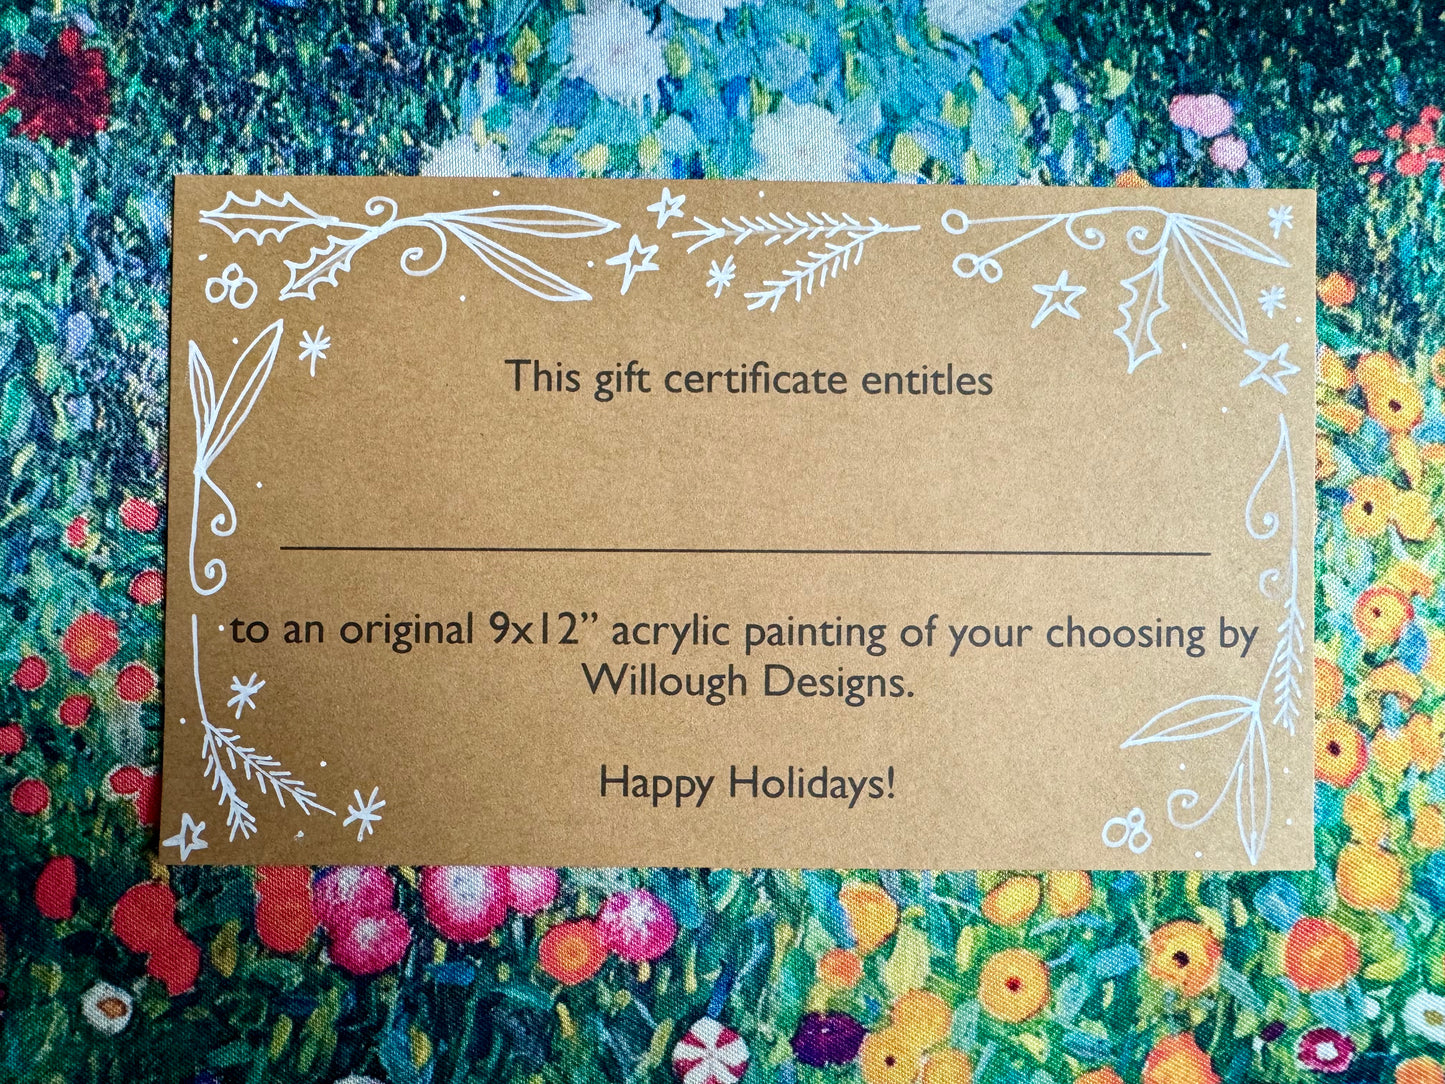 This gift certificate entitles
to an original 9x12” acrylic painting of your choosing by
Willough Designs.
Happy Holidays!